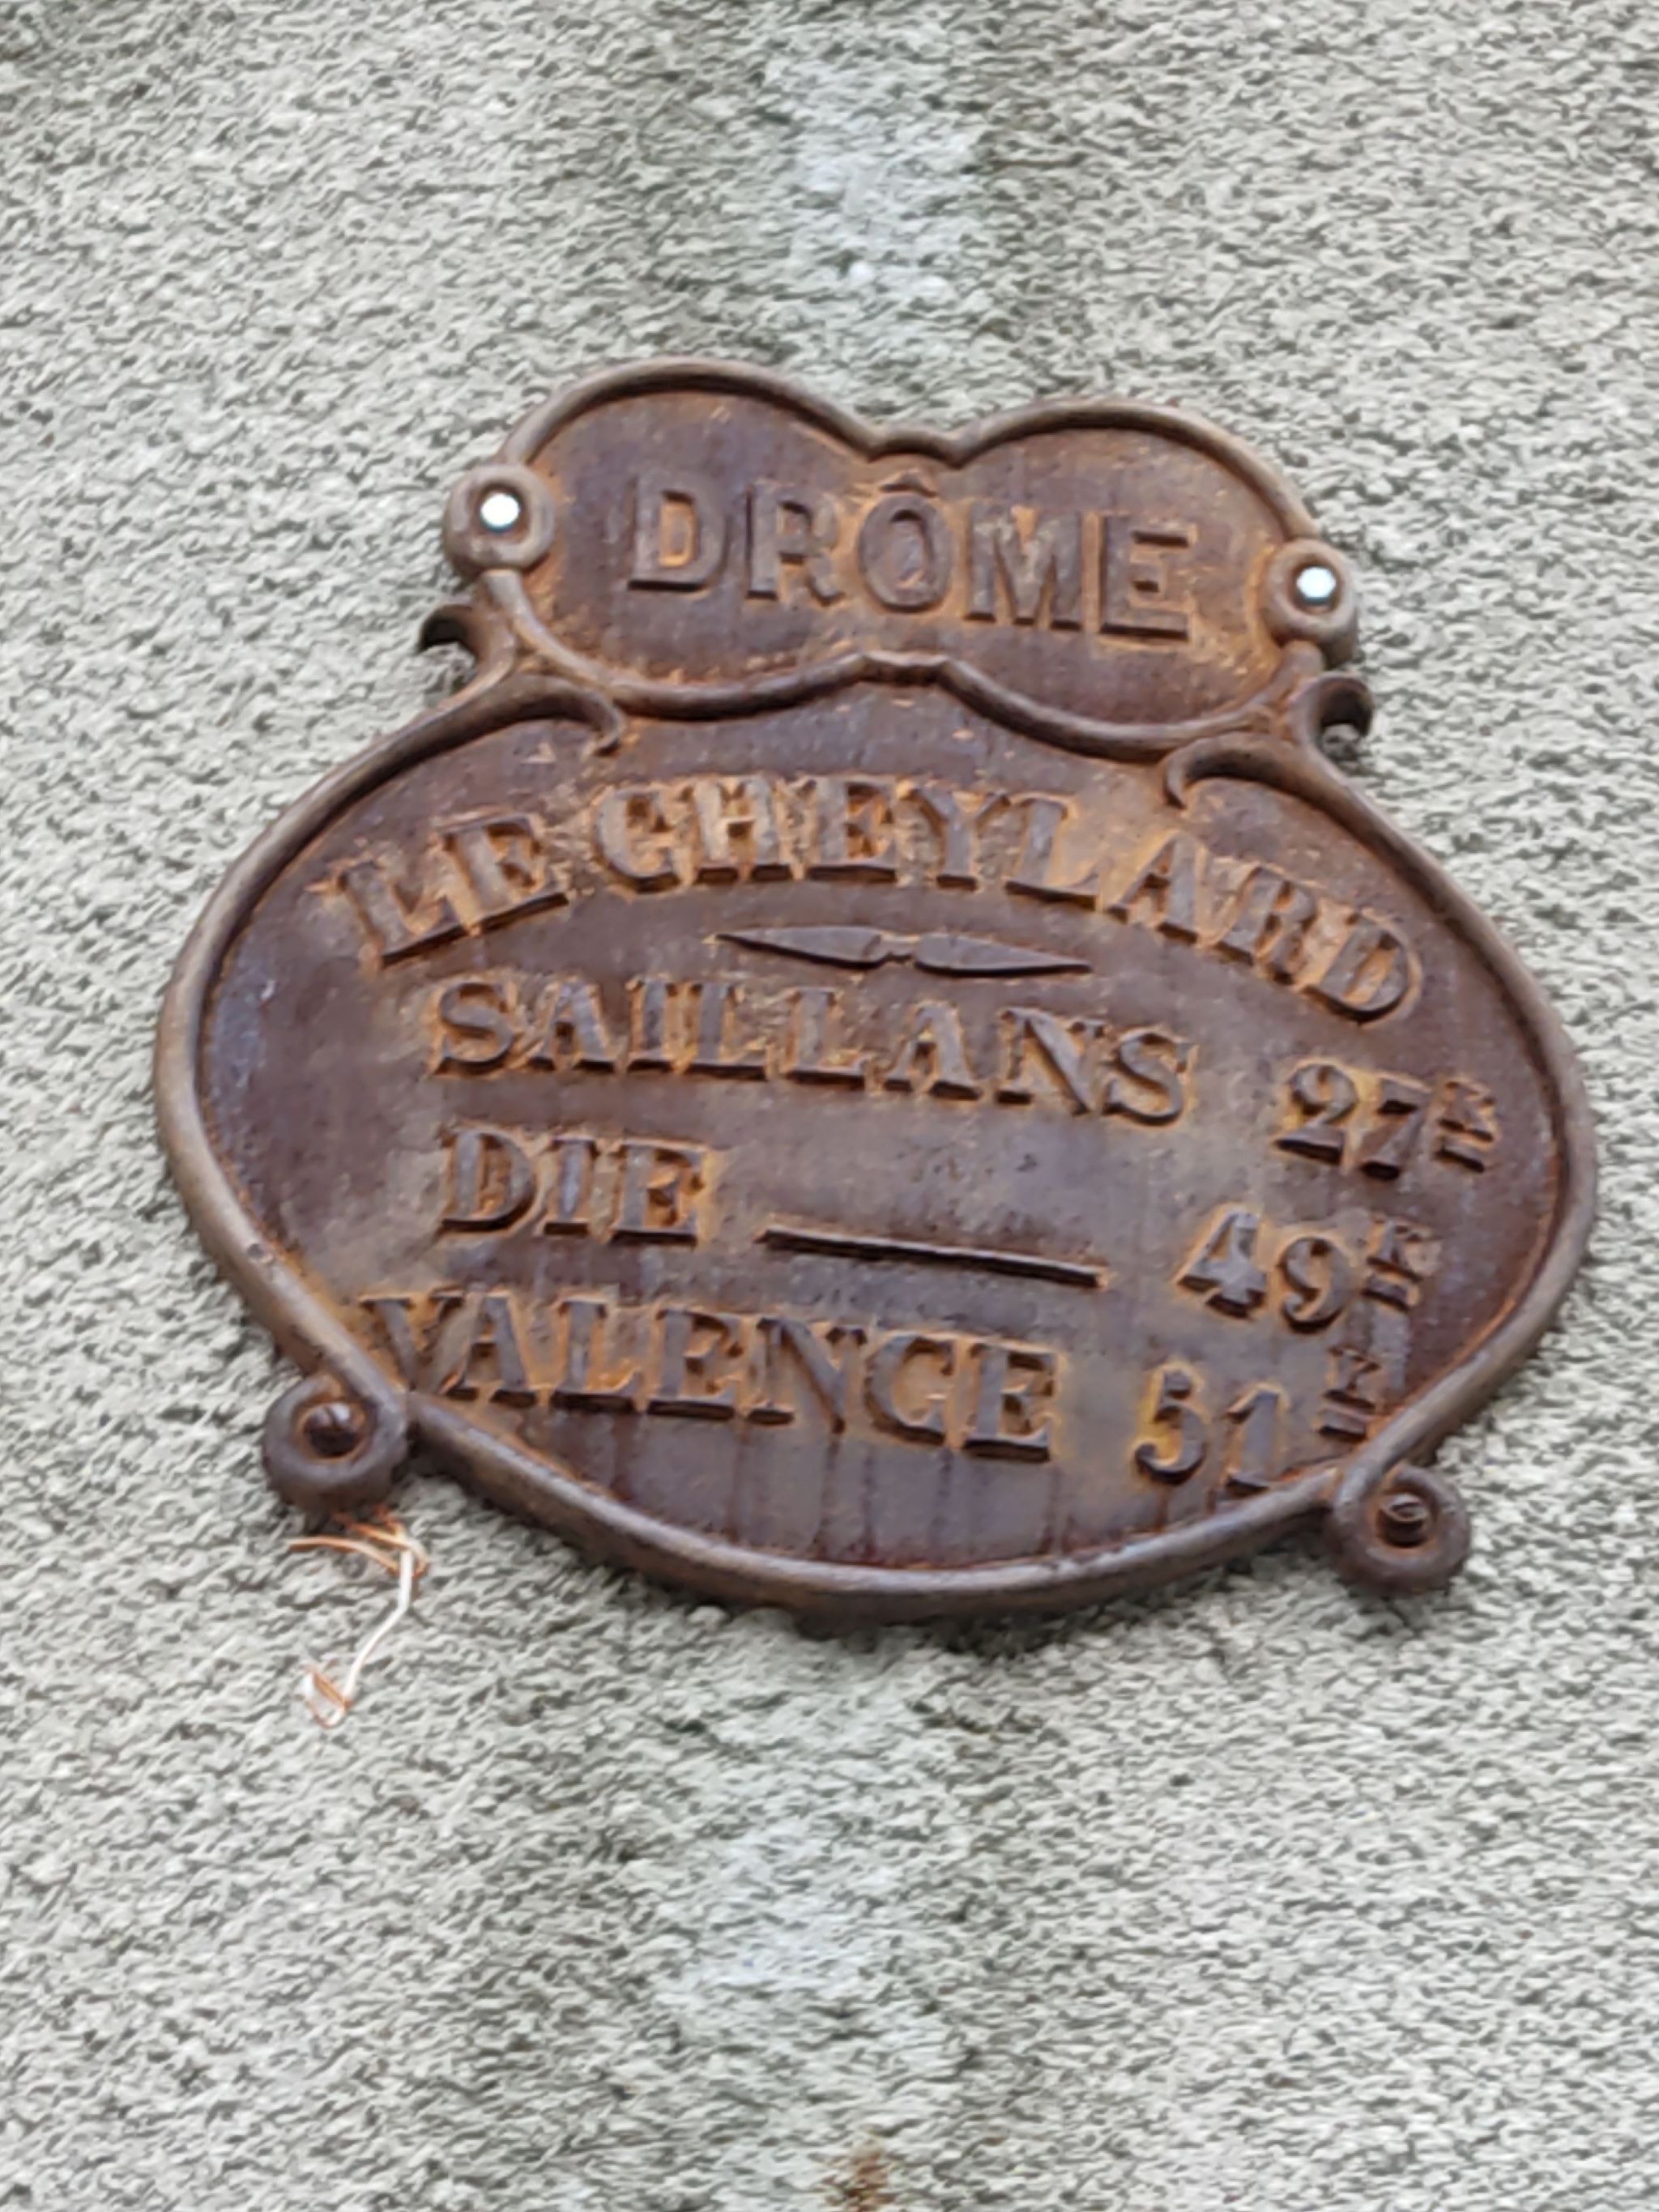 DRÔME
LE CHEYLARD
SAILLANS 27K
DIE 49K
VALENCE 51K